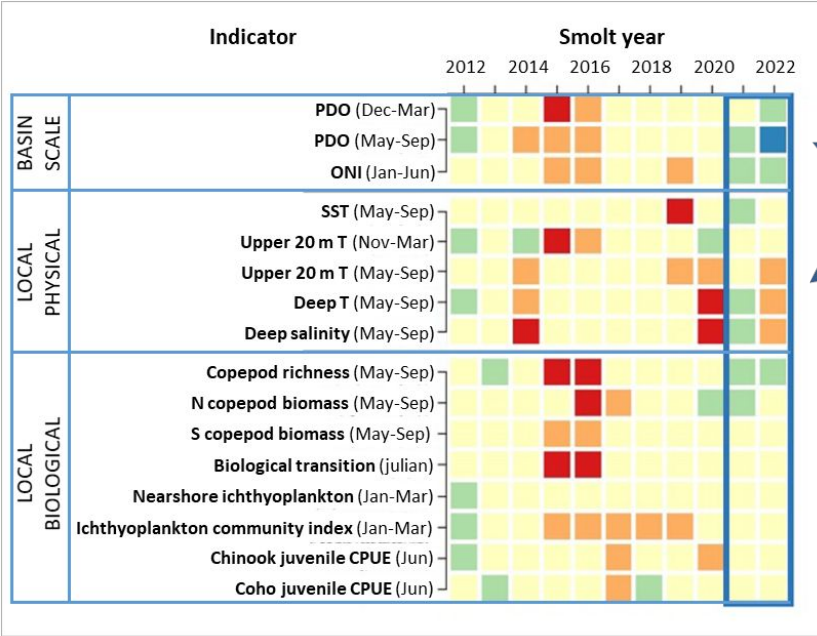 Indicator
Smolt year
2012 2014 2016 2018 2020 2022
BASIN
SCALE
PDO (Dec-Mar)
PDO (May-Sep)
ONI (Jan-Jun)
LOCAL
PHYSICAL
SST (May-Sep)
Upper 20 m T (Nov-Mar)
Upper 20 m T (May-Sep)
Deep T (May-Sep)
Deep salinity (May-Sep)
LOCAL
BIOLOGICAL
Copepod richness (May-Sep)
N copepod biomass (May-Sep)
S copepod biomass (May-Sep)
Biological transition (julian)
Nearshore ichthyoplankton (Jan-Mar)
Ichthyoplankton community index (Jan-Mar)
Chinook juvenile CPUE (Jun)
Coho juvenile CPUE (Jun)